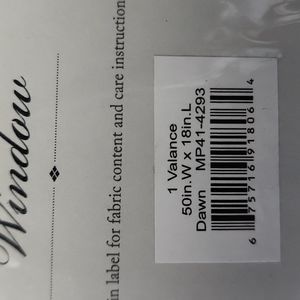 Window
in label for fabric content and care instruction
1 Valance
50in.W x 18in.L
Dawn MP41-4293
6 75716 91806 4